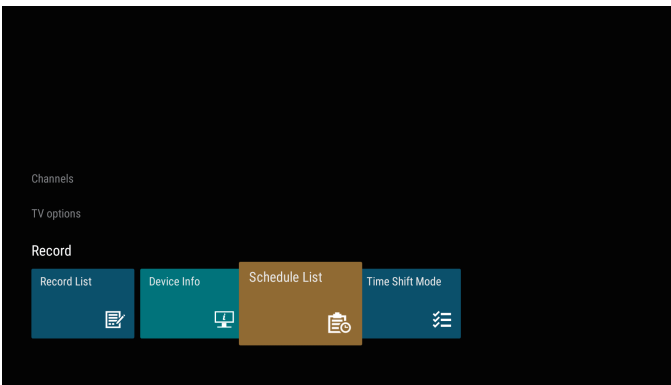 Channels
TV options
Record
Record List
Device Info
Schedule List
Time Shift Mode